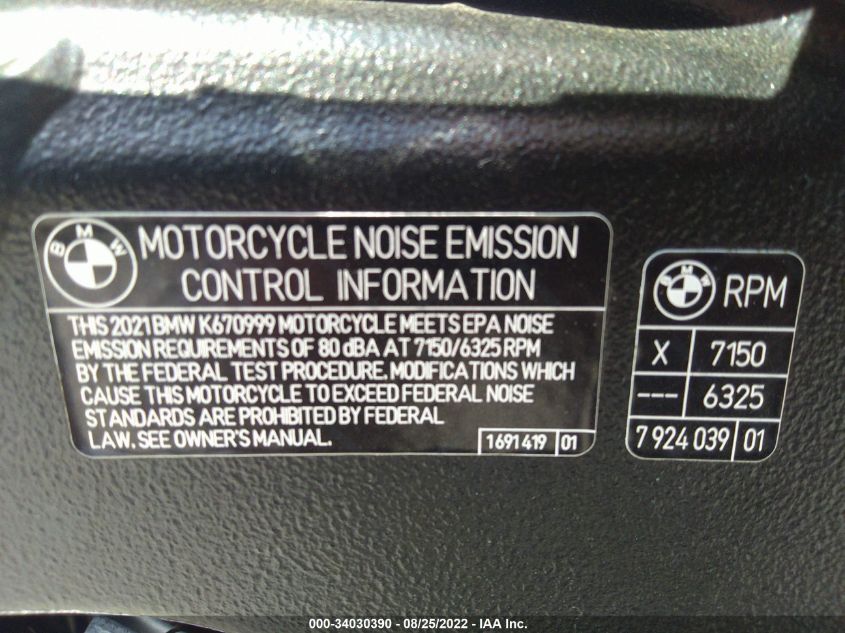 BMW MOTORCYCLE NOISE EMISSION
CONTROL INFORMATION
THIS 2021 BMW K670999 MOTORCYCLE MEETS EPA NOISE
EMISSION REQUIREMENTS OF 80 dBA AT 7150/6325 RPM
BY THE FEDERAL TEST PROCEDURE. MODIFICATIONS WHICH
CAUSE THIS MOTORCYCLE TO EXCEED FEDERAL NOISE
STANDARDS ARE PROHIBITED BY FEDERAL
LAW. SEE OWNER'S MANUAL.
1691 419 01
BMW RPM
X 7150
--- 6325
7 924 039 01
000-34030390 - 08/25/2022 - IAA Inc.